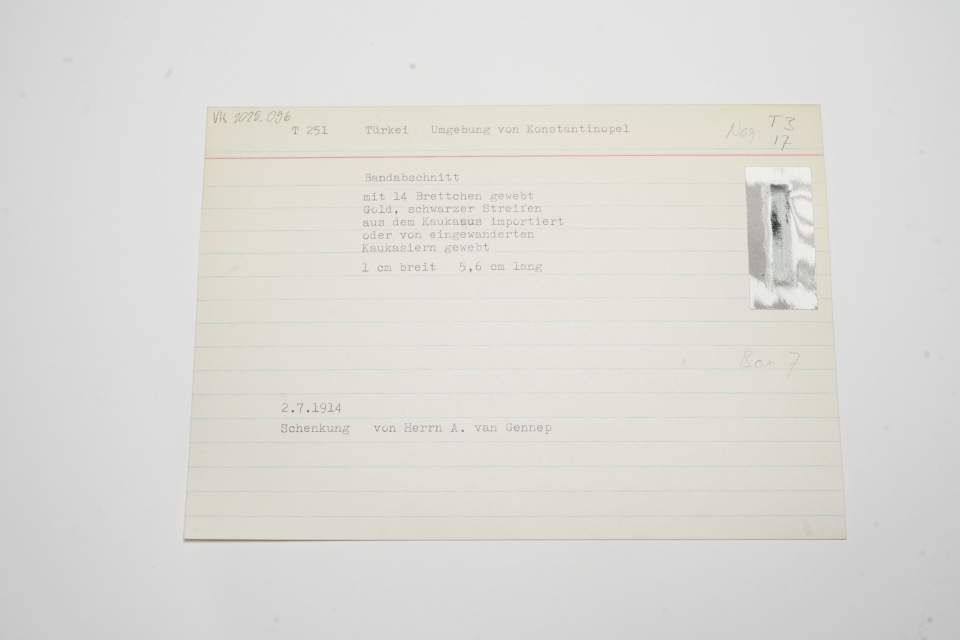 VK 2025.096
T 251 Türkei Umgebung von Konstantinopel
Neg T3
17
Bandabschnitt
mit 14 Brettchen gewebt
Gold, schwarzer Streifen
aus dem Kaukasus importiert
oder von eingewanderten
Kaukasiern gewebt
1 cm breit 5,6 cm lang
7
2.7.1914
Schenkung von Herrn A. van Gennep